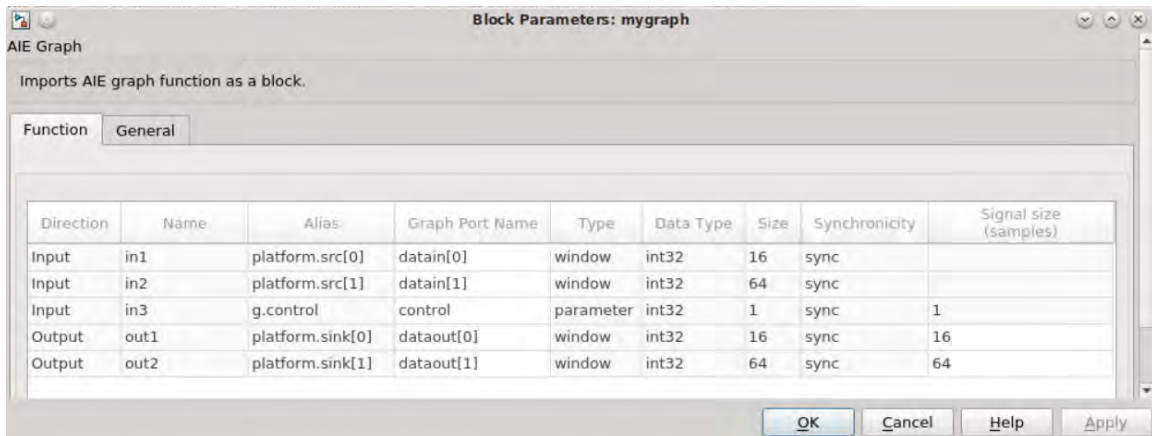 Block Parameters: mygraph
AIE Graph
Imports AIE graph function as a block.
Function General
Direction Name Alias Graph Port Name Type Data Type Size Synchronicity Signal size (samples)
Input in1 platform.src[0] datain[0] window int32 16 sync
Input in2 platform.src[1] datain[1] window int32 64 sync
Input in3 g.control control parameter int32 1 sync 1
Output out1 platform.sink[0] dataout[0] window int32 16 sync 16
Output out2 platform.sink[1] dataout[1] window int32 64 sync 64
OK Cancel Help Apply